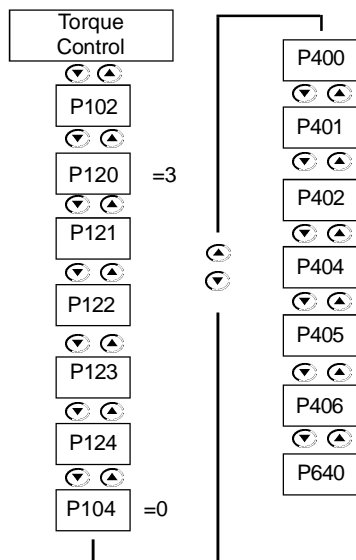 Torque
Control
P102
P120 =3
P121
P122
P123
P124
P104 =0
P400
P401
P402
P404
P405
P406
P640